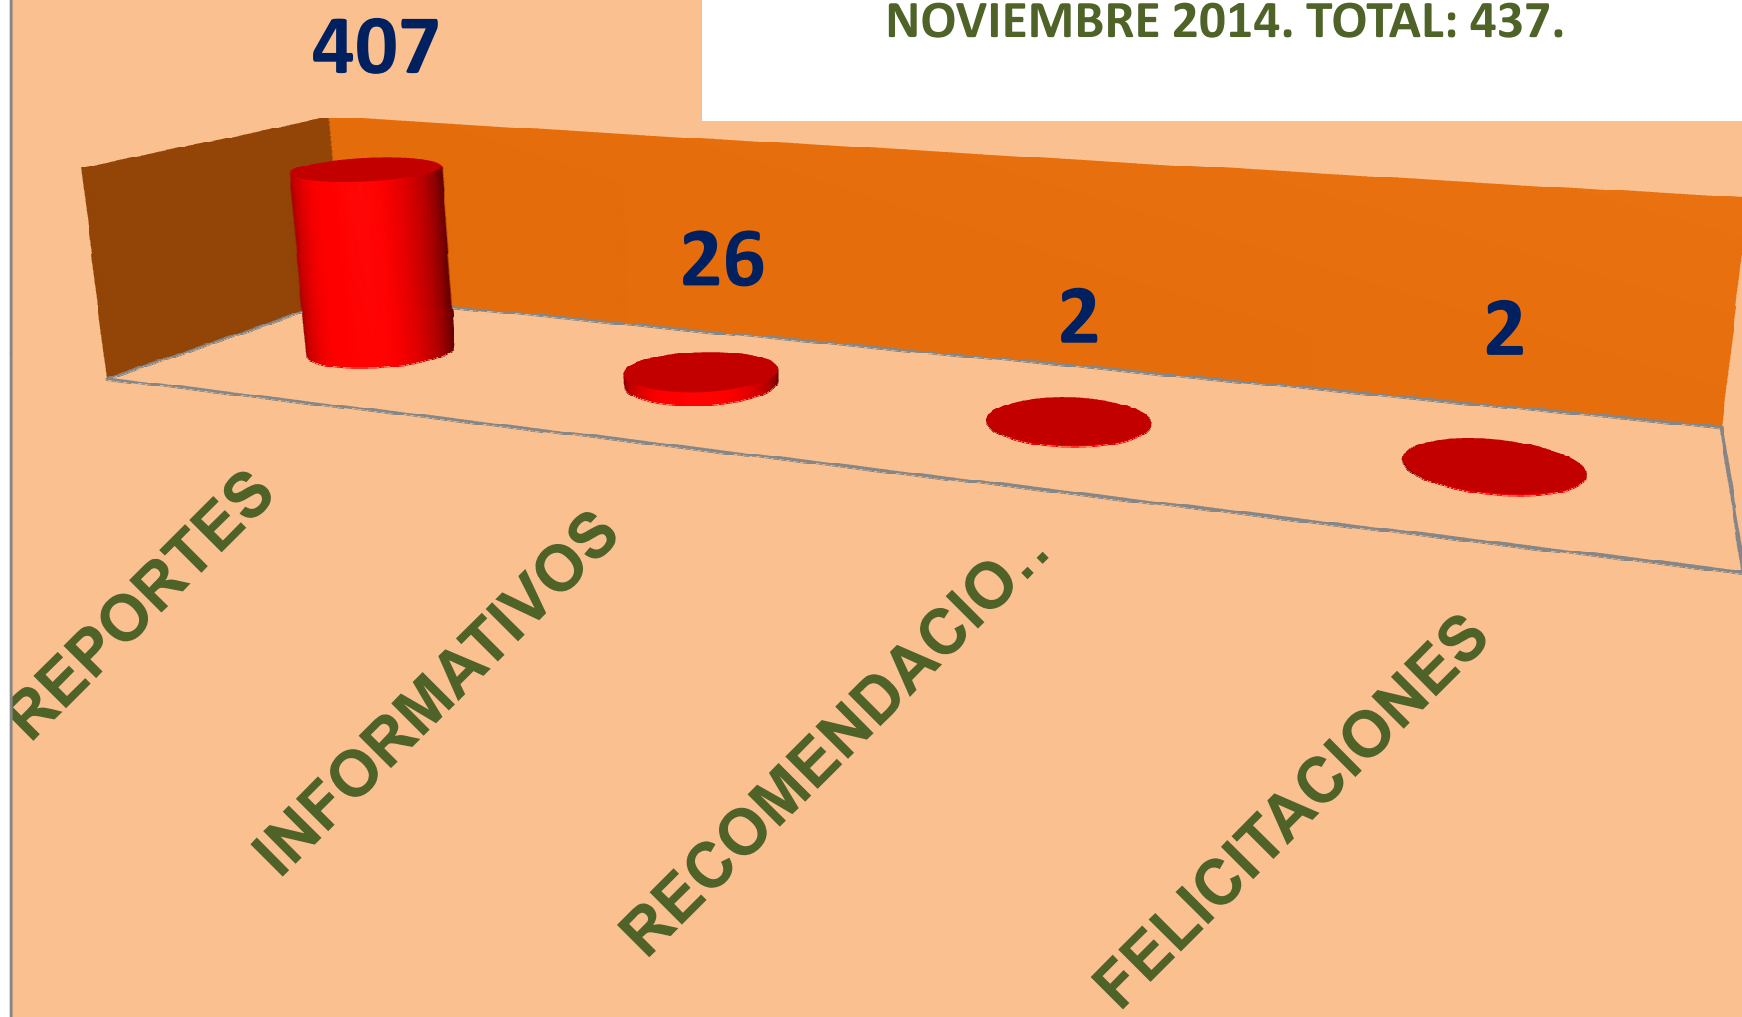 NOVIEMBRE 2014. TOTAL: 437.
407
26
2
2
REPORTES
INFORMATIVOS
RECOMENDACIO..
FELICITACIONES